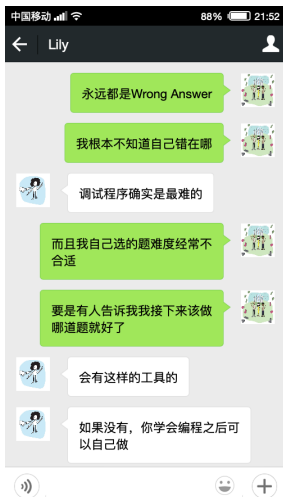 中国移动 88% 21:52
Lily
永远都是Wrong Answer
我根本不知道自己错在哪
调试程序确实是最难的
而且我自己选的题难度经常不
合适
要是有人告诉我我接下来该做
哪道题就好了
会有这样的工具的
如果没有，你学会编程之后可
以自己做